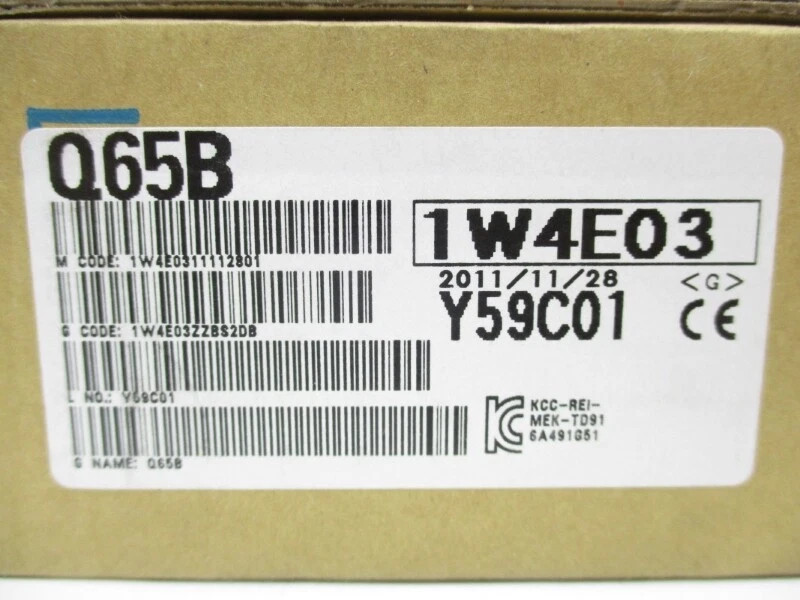 Q65B
1W4E03
M CODE: 1W4E0311112801
2011/11/28 <G>
Y59C01 CE
G CODE: 1W4E03ZZBS2DB
L NO.: Y59C01
KCC-REI-
MEK-TD91
6A491G51
G NAME: Q65B